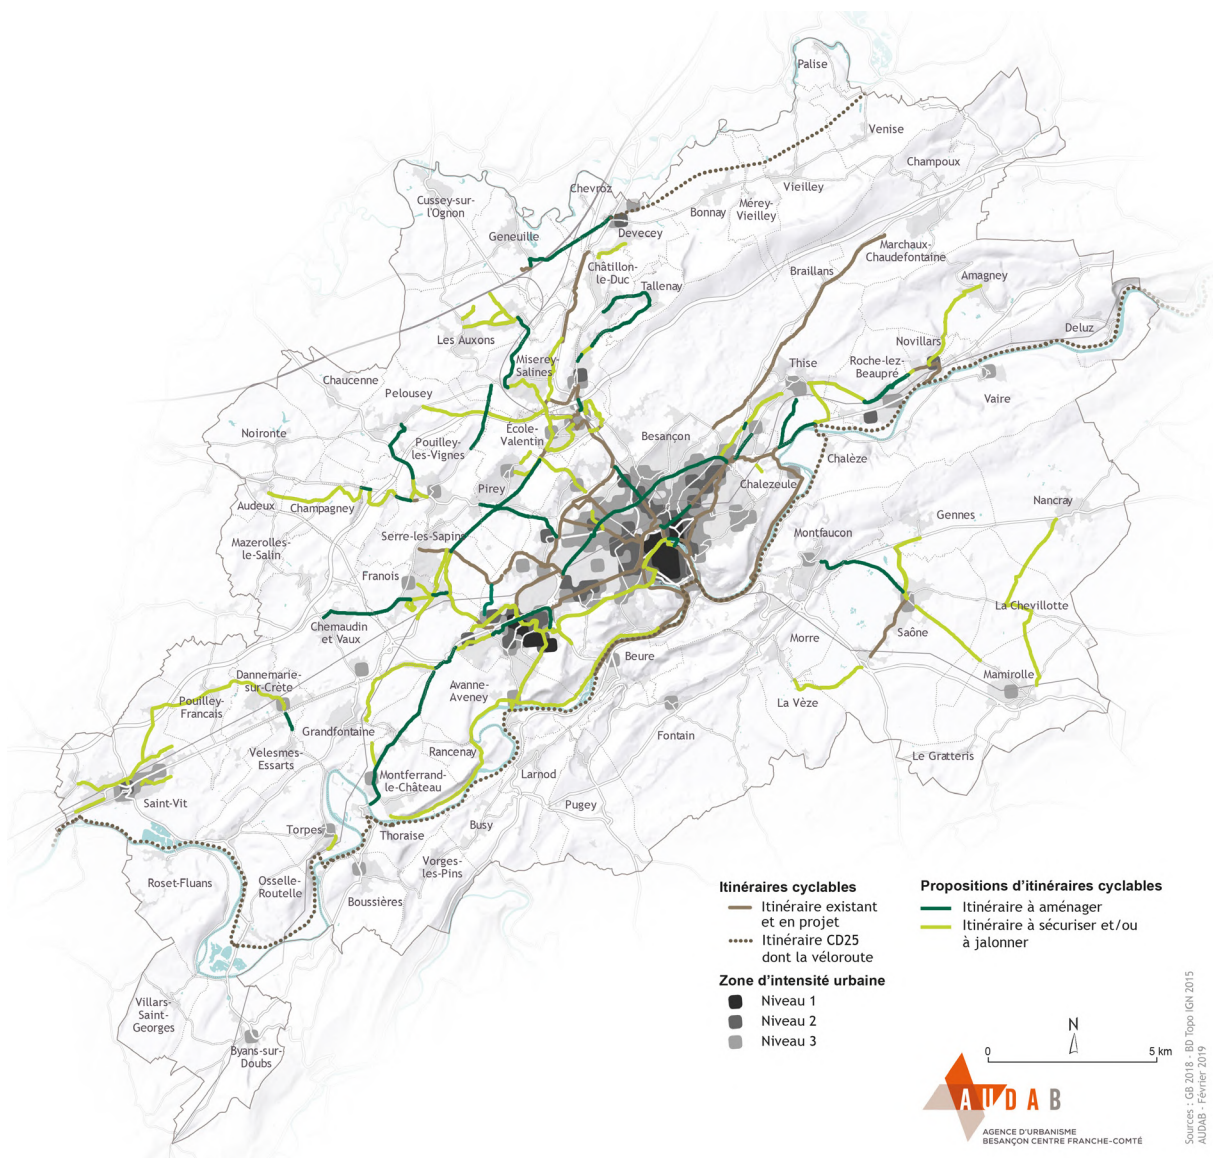 Palise
Venise
Champoux
Vieilley
Chevroz
Cussey-sur-
l'Ognon
Mérey-
Vieilley
Bonnay
Devecey
Geneuille
Marchaux-
Chaudefontaine
Châtillon-
le-Duc
Braillans
Amagney
Tallenay
Deluz
Les Auxons
Novillars
Miserey-
Salines
Thise
Roche-lez-
Beaupré
Chaucenne
Pelousey
Vaire
Noironte
École-
Valentin
Besançon
Pouilley-
les-Vignes
Chalèze
Pirey
Chalezeule
Nancray
Audeux
Champagney
Gennes
Serre-les-Sapins
Montfaucon
Mazerolles-
le-Salin
Franois
La Chevillotte
Chemaudin
et Vaux
Saône
Morre
Beure
Dannemarie-
sur-Crète
Mamirolle
Avanne-
Aveney
Pouilley-
Francais
La Vèze
Grandfontaine
Fontain
Velesmes-
Essarts
Rancenay
Le Gratteris
Montferrand-
le-Château
Larnod
Saint-Vit
Pugey
Torpes
Thoraise
Busy
Vorges-
les-Pins
Roset-Fluans
Osselle-
Routelle
Boussières
Villars-
Saint-
Georges
Byans-sur-
Doubs
Itinéraires cyclables
Itinéraire existant
et en projet
Itinéraire CD25
dont la véloroute
Zone d'intensité urbaine
Niveau 1
Niveau 2
Niveau 3
Propositions d'itinéraires cyclables
Itinéraire à aménager
Itinéraire à sécuriser et/ou
à jalonner
N
0 5 km
AUDAB
AGENCE D'URBANISME
BESANÇON CENTRE FRANCHE-COMTÉ
Sources : GB 2018 - BD Topo IGN 2015
AUDAB - Février 2019